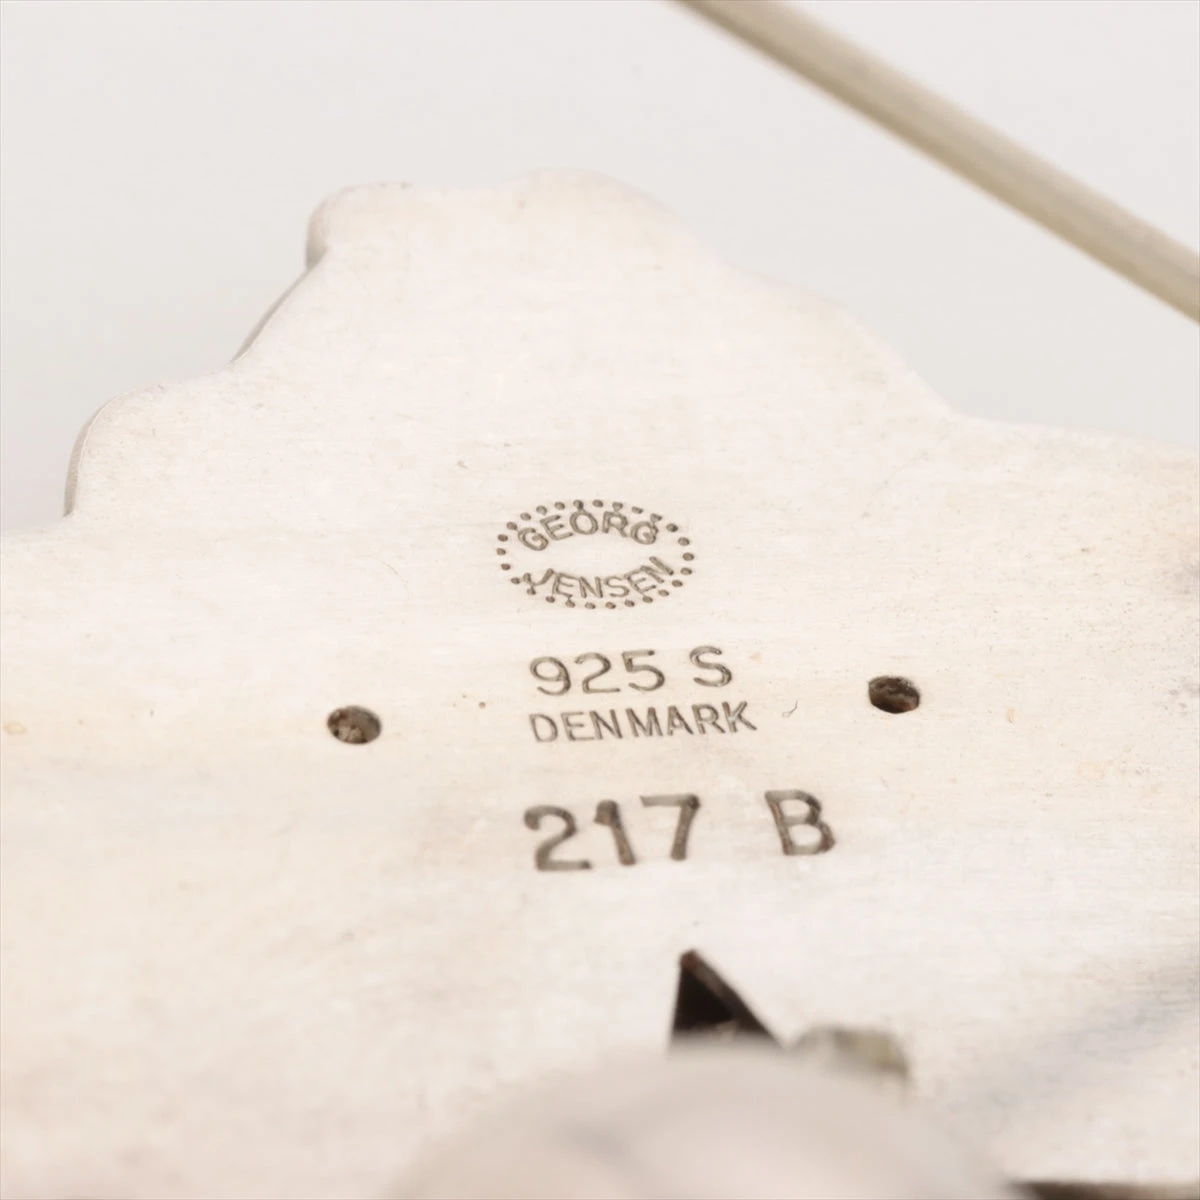 GEORG
JENSEN
925 S
DENMARK
217 B